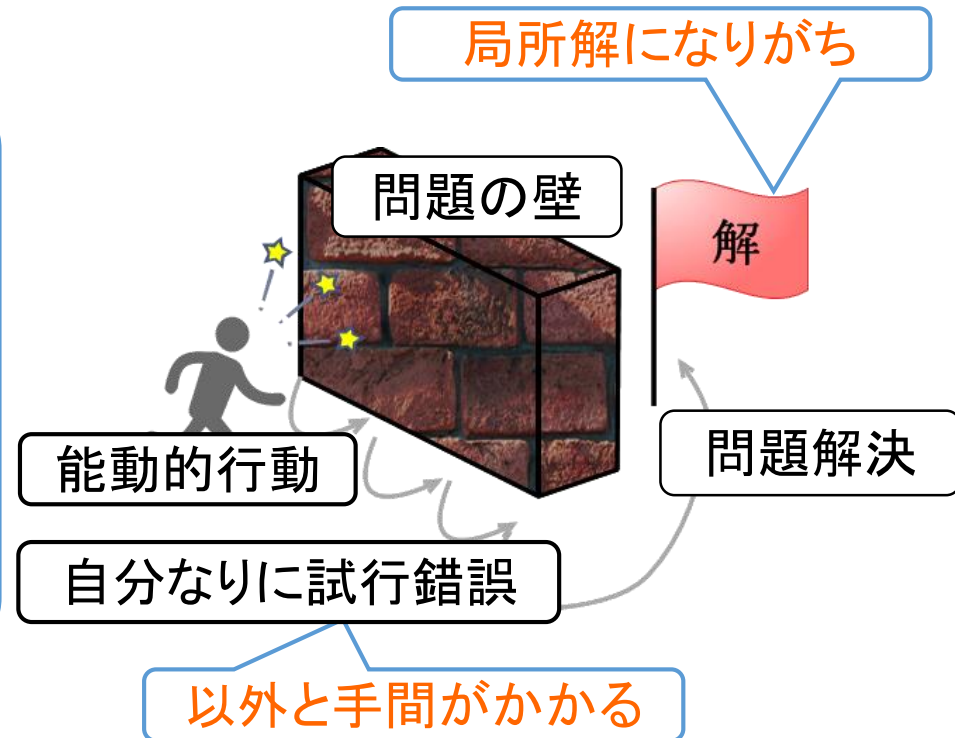 局所解になりがち
問題の壁
解
能動的行動
問題解決
自分なりに試行錯誤
以外と手間がかかる